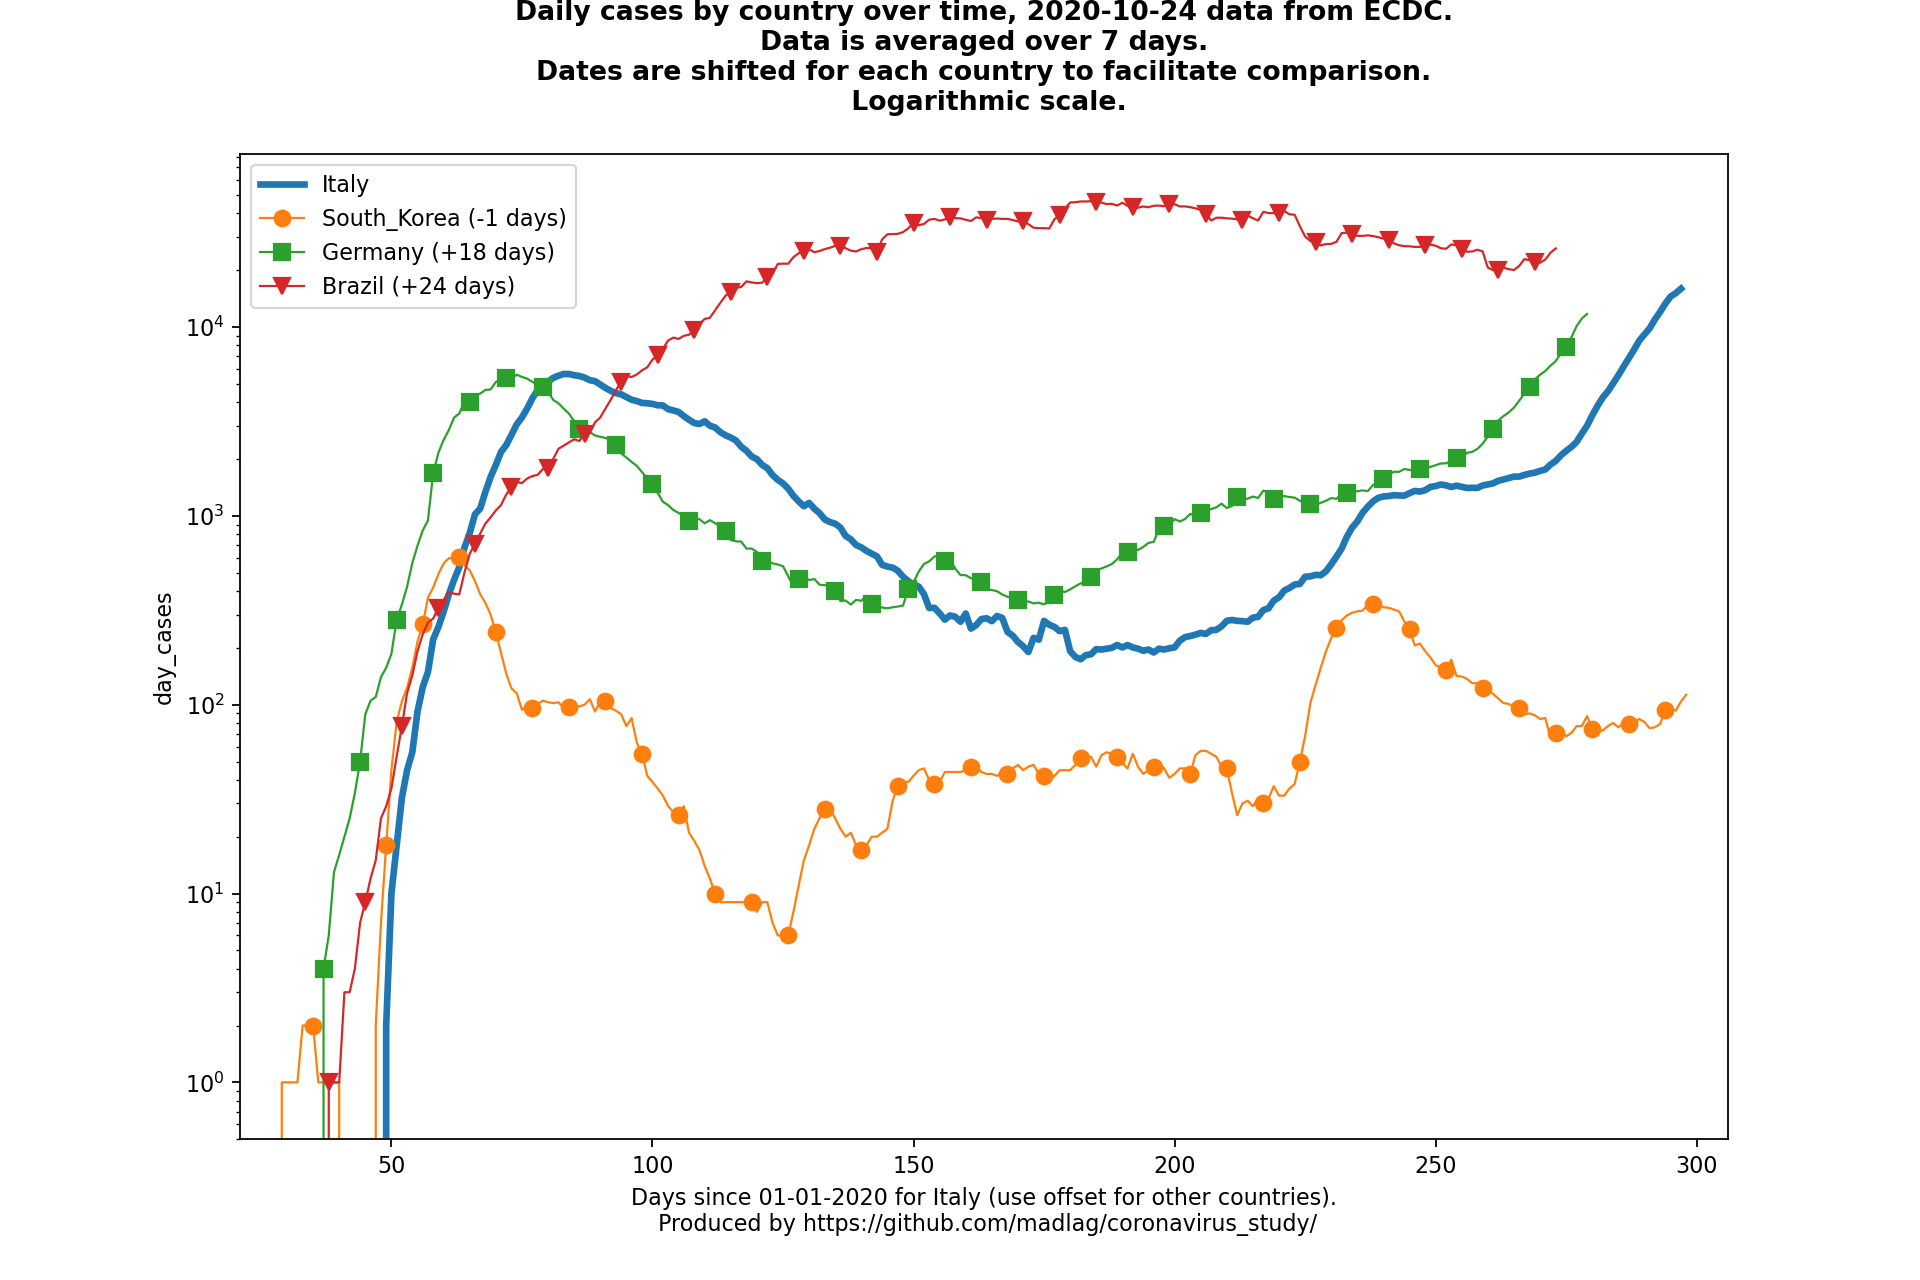 Daily cases by country over time, 2020-10-24 data from ECDC.
Data is averaged over 7 days.
Dates are shifted for each country to facilitate comparison.
Logarithmic scale.
Italy
South_Korea (-1 days)
Germany (+18 days)
Brazil (+24 days)
day_cases
10⁴
10³
10²
10¹
10⁰
50 100 150 200 250 300
Days since 01-01-2020 for Italy (use offset for other countries).
Produced by https://github.com/madlag/coronavirus_study/